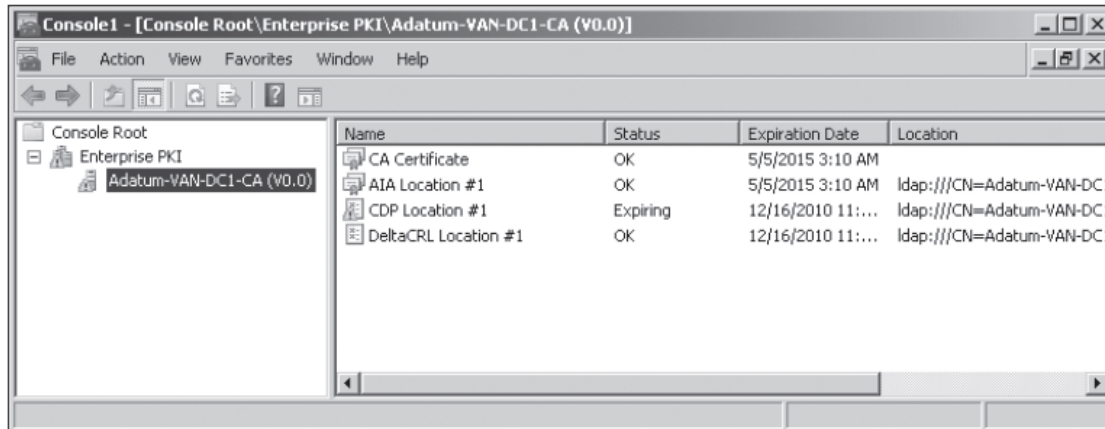 Console1 - [Console Root\Enterprise PKI\Adatum-VAN-DC1-CA (V0.0)]
File Action View Favorites Window Help
Console Root
Enterprise PKI
Adatum-VAN-DC1-CA (V0.0)
Name Status Expiration Date Location
CA Certificate OK 5/5/2015 3:10 AM
AIA Location #1 OK 5/5/2015 3:10 AM ldap:///CN=Adatum-VAN-DC
CDP Location #1 Expiring 12/16/2010 11:... ldap:///CN=Adatum-VAN-DC
DeltaCRL Location #1 OK 12/16/2010 11:... ldap:///CN=Adatum-VAN-DC